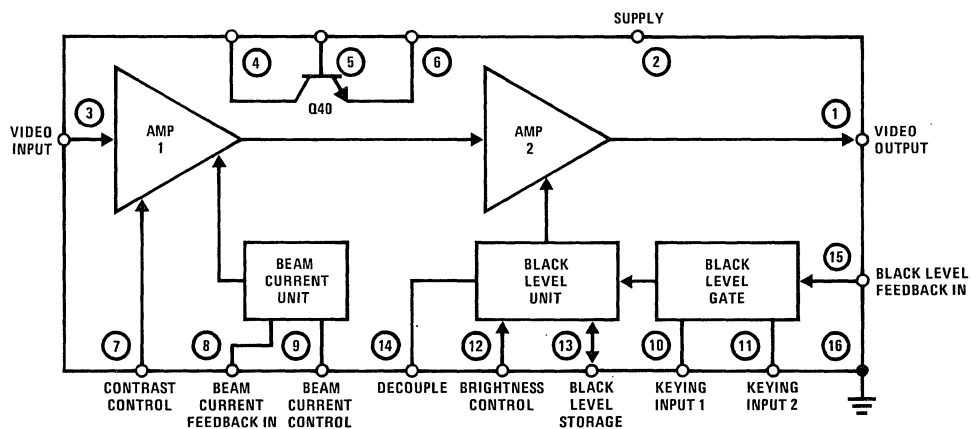 SUPPLY
4
5
6
2
Q40
3
1
VIDEO
INPUT
AMP
1
AMP
2
VIDEO
OUTPUT
BEAM
CURRENT
UNIT
BLACK
LEVEL
UNIT
BLACK
LEVEL
GATE
15
BLACK LEVEL
FEEDBACK IN
7
8
9
14
12
13
10
11
16
CONTRAST
CONTROL
BEAM
CURRENT
FEEDBACK IN
BEAM
CURRENT
CONTROL
DECOUPLE
BRIGHTNESS
CONTROL
BLACK
LEVEL
STORAGE
KEYING
INPUT 1
KEYING
INPUT 2